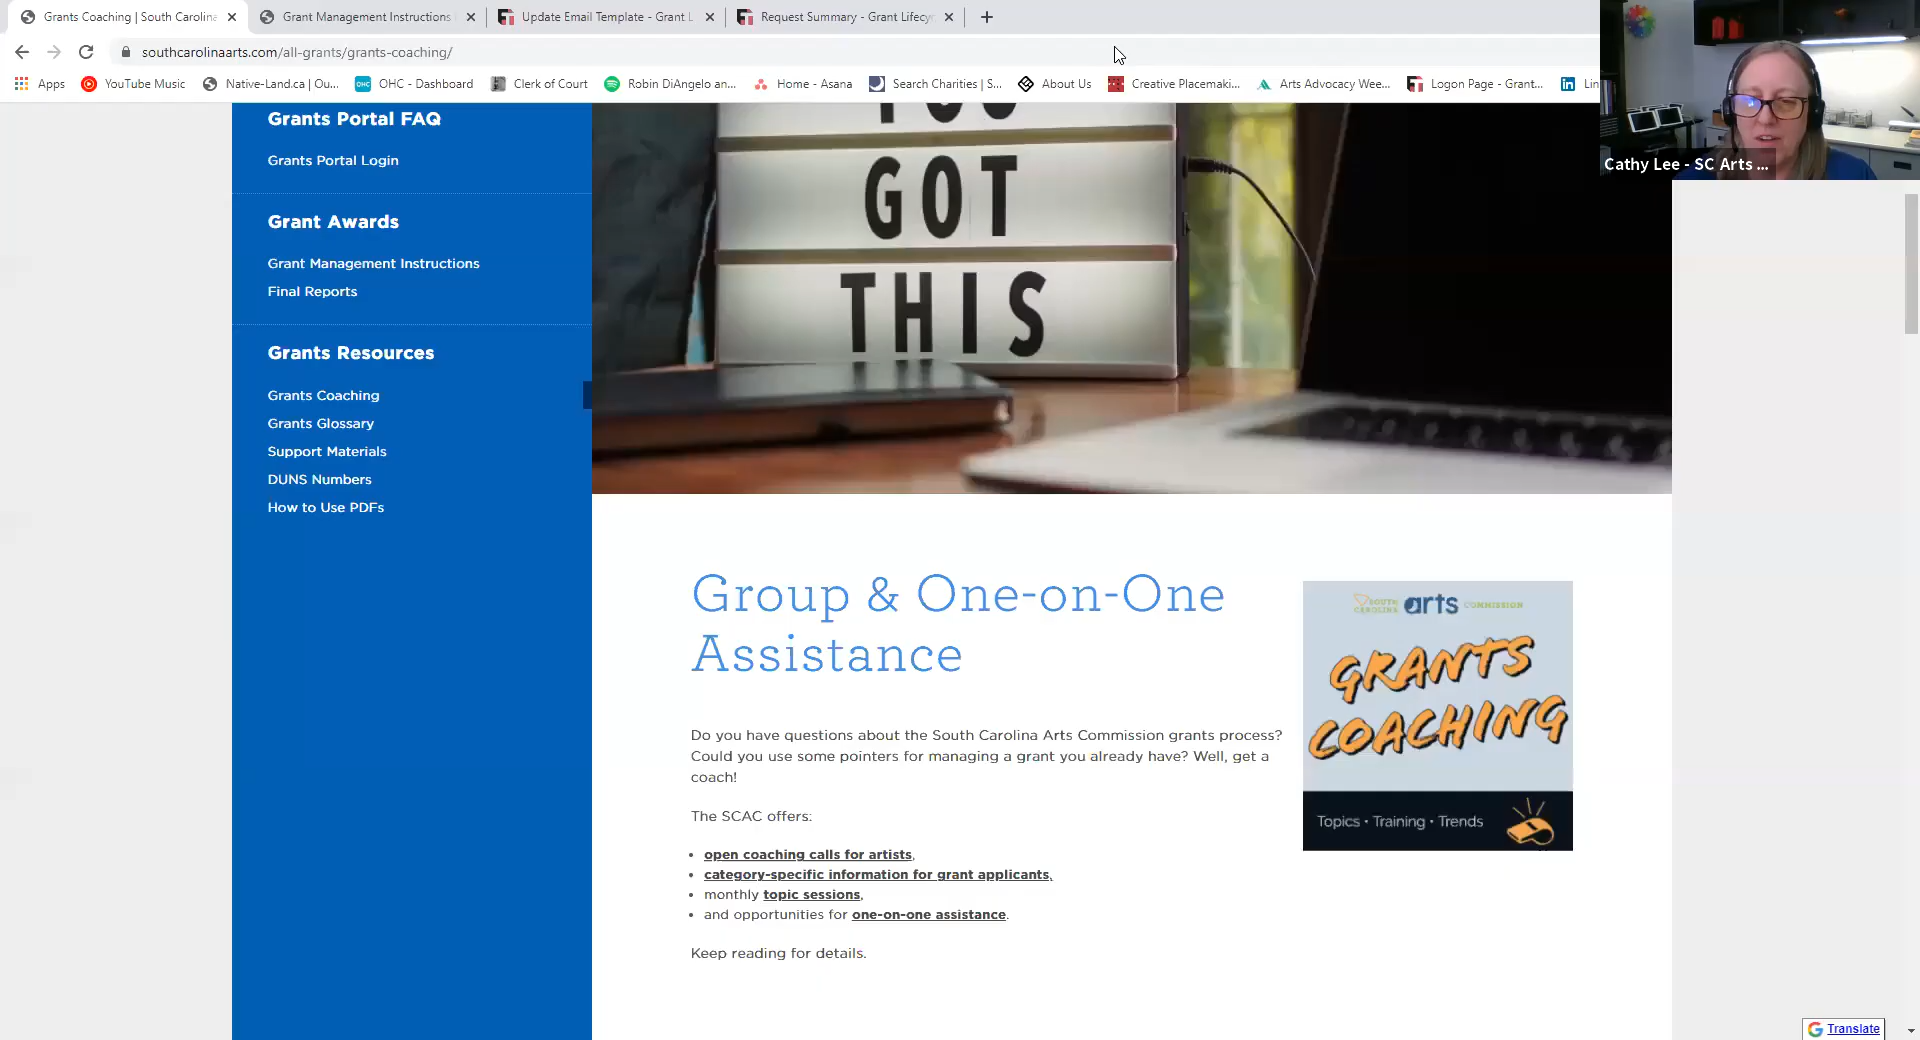 Grants Coaching | South Carolina
Grant Management Instructions
Update Email Template - Grant L
Request Summary - Grant Lifecy
southcarolinaarts.com/all-grants/grants-coaching/
Apps
YouTube Music
Native-Land.ca | Ou...
OHC - Dashboard
Clerk of Court
Robin DiAngelo an...
Home - Asana
Search Charities | S...
About Us
Creative Placemaki...
Arts Advocacy Wee...
Logon Page - Grant...
Lin
Cathy Lee - SC Arts ...
Grants Portal FAQ
Grants Portal Login
Grant Awards
Grant Management Instructions
Final Reports
Grants Resources
Grants Coaching
Grants Glossary
Support Materials
DUNS Numbers
How to Use PDFs
YOU
GOT
THIS
Group & One-on-One
Assistance
Do you have questions about the South Carolina Arts Commission grants process?
Could you use some pointers for managing a grant you already have? Well, get a
coach!
The SCAC offers:
• open coaching calls for artists,
• category-specific information for grant applicants,
• monthly topic sessions,
• and opportunities for one-on-one assistance.
Keep reading for details.
SOUTH
CAROLINA
arts
COMMISSION
GRANTS
COACHING
Topics • Training • Trends
Translate